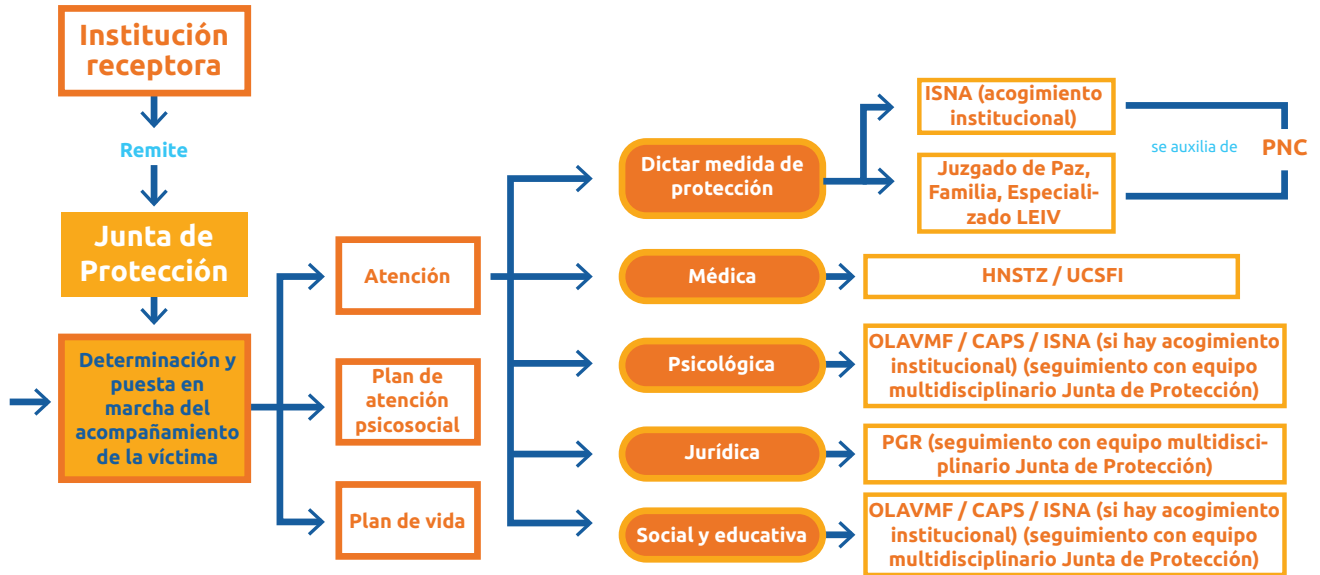 Institución
receptora
Remite
Junta de
Protección
Determinación y
puesta en
marcha del
acompañamiento
de la víctima
Atención
Plan de
atención
psicosocial
Plan de vida
Dictar medida de
protección
Médica
Psicológica
Jurídica
Social y educativa
ISNA (acogimiento
institucional)
Juzgado de Paz,
Familia, Especiali-
zado LEIV
se auxilia de
PNC
HNSTZ / UCSFI
OLAVMF / CAPS / ISNA (si hay acogimiento
institucional) (seguimiento con equipo
multidisciplinario Junta de Protección)
PGR (seguimiento con equipo multidisci-
plinario Junta de Protección)
OLAVMF / CAPS / ISNA (si hay acogimiento
institucional) (seguimiento con equipo
multidisciplinario Junta de Protección)